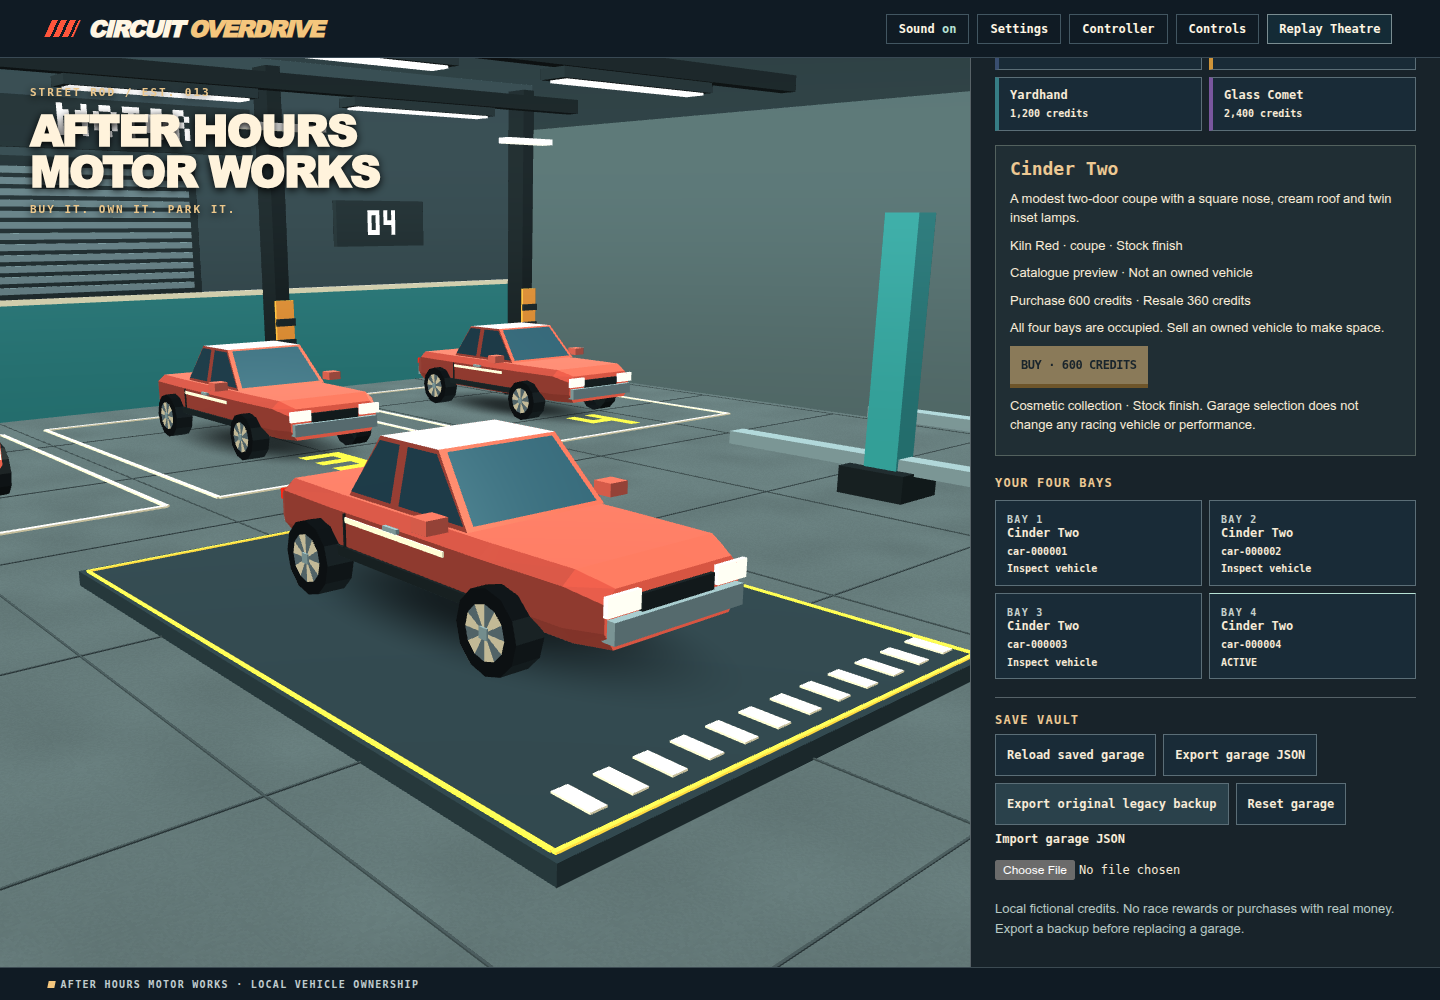 CIRCUIT OVERDRIVE
Sound on
Settings
Controller
Controls
Replay Theatre
STREET ROD / EST. 013
AFTER HOURS
MOTOR WORKS
BUY IT. OWN IT. PARK IT.
04
Yardhand
1,200 credits
Glass Comet
2,400 credits
Cinder Two
A modest two-door coupe with a square nose, cream roof and twin
inset lamps.
Kiln Red · coupe · Stock finish
Catalogue preview · Not an owned vehicle
Purchase 600 credits · Resale 360 credits
All four bays are occupied. Sell an owned vehicle to make space.
BUY · 600 CREDITS
Cosmetic collection · Stock finish. Garage selection does not
change any racing vehicle or performance.
YOUR FOUR BAYS
BAY 1
Cinder Two
car-000001
Inspect vehicle
BAY 2
Cinder Two
car-000002
Inspect vehicle
BAY 3
Cinder Two
car-000003
Inspect vehicle
BAY 4
Cinder Two
car-000004
ACTIVE
SAVE VAULT
Reload saved garage
Export garage JSON
Export original legacy backup
Reset garage
Import garage JSON
Choose File No file chosen
Local fictional credits. No race rewards or purchases with real money.
Export a backup before replacing a garage.
AFTER HOURS MOTOR WORKS · LOCAL VEHICLE OWNERSHIP